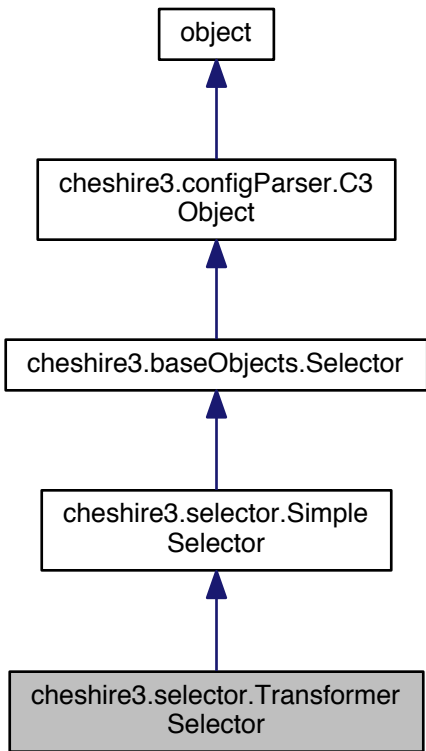 object
cheshire3.configParser.C3
Object
cheshire3.baseObjects.Selector
cheshire3.selector.Simple
Selector
cheshire3.selector.Transformer
Selector